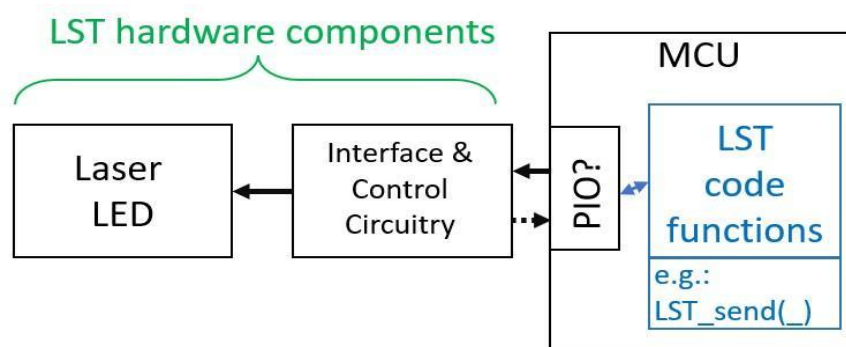 LST hardware components
MCU
Laser
LED
Interface &
Control
Circuitry
PIO?
LST
code
functions
e.g.:
LST_send(_)